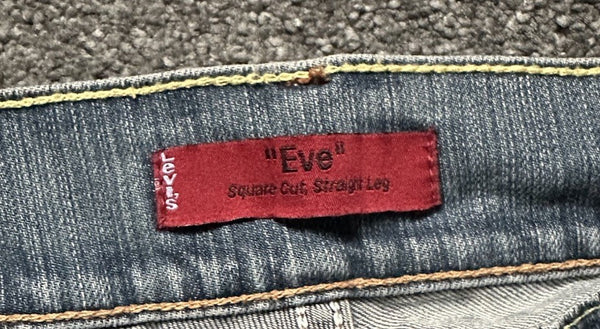 Levi's
"Eve"
Square Cut, Straight Leg